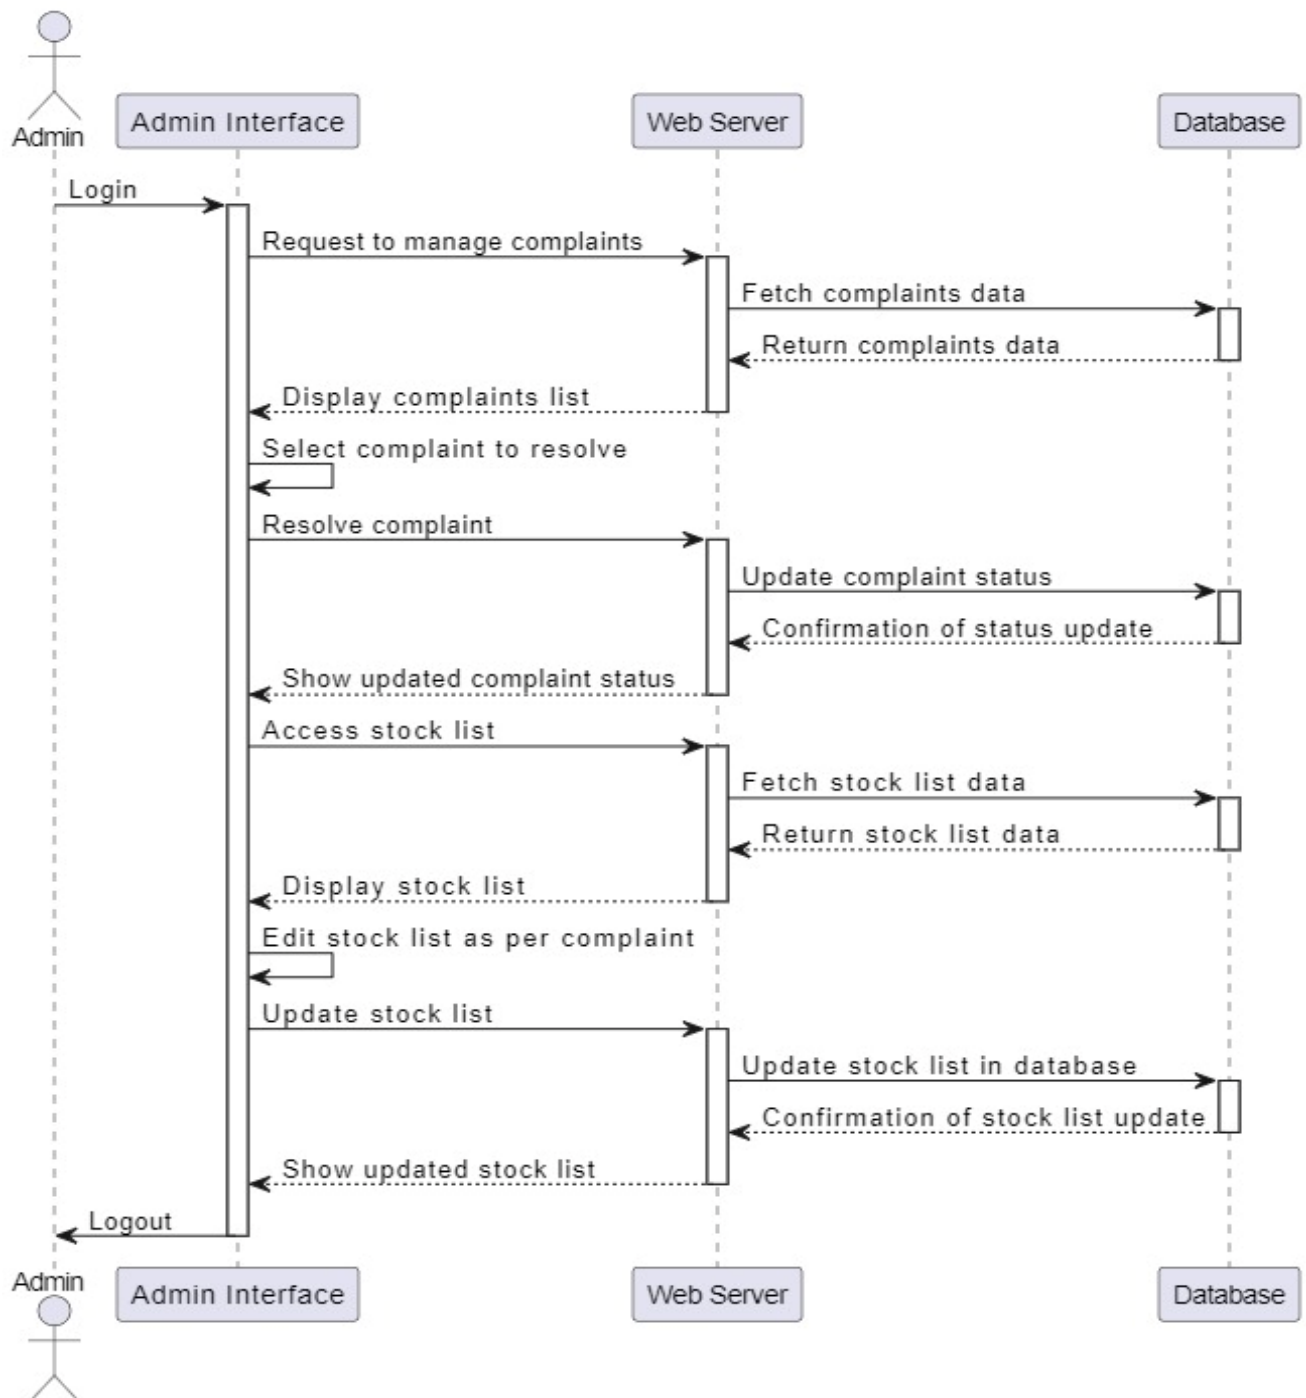 Admin
Admin Interface
Web Server
Database
Login
Request to manage complaints
Fetch complaints data
Return complaints data
Display complaints list
Select complaint to resolve
Resolve complaint
Update complaint status
Confirmation of status update
Show updated complaint status
Access stock list
Fetch stock list data
Return stock list data
Display stock list
Edit stock list as per complaint
Update stock list
Update stock list in database
Confirmation of stock list update
Show updated stock list
Logout
Admin
Admin Interface
Web Server
Database